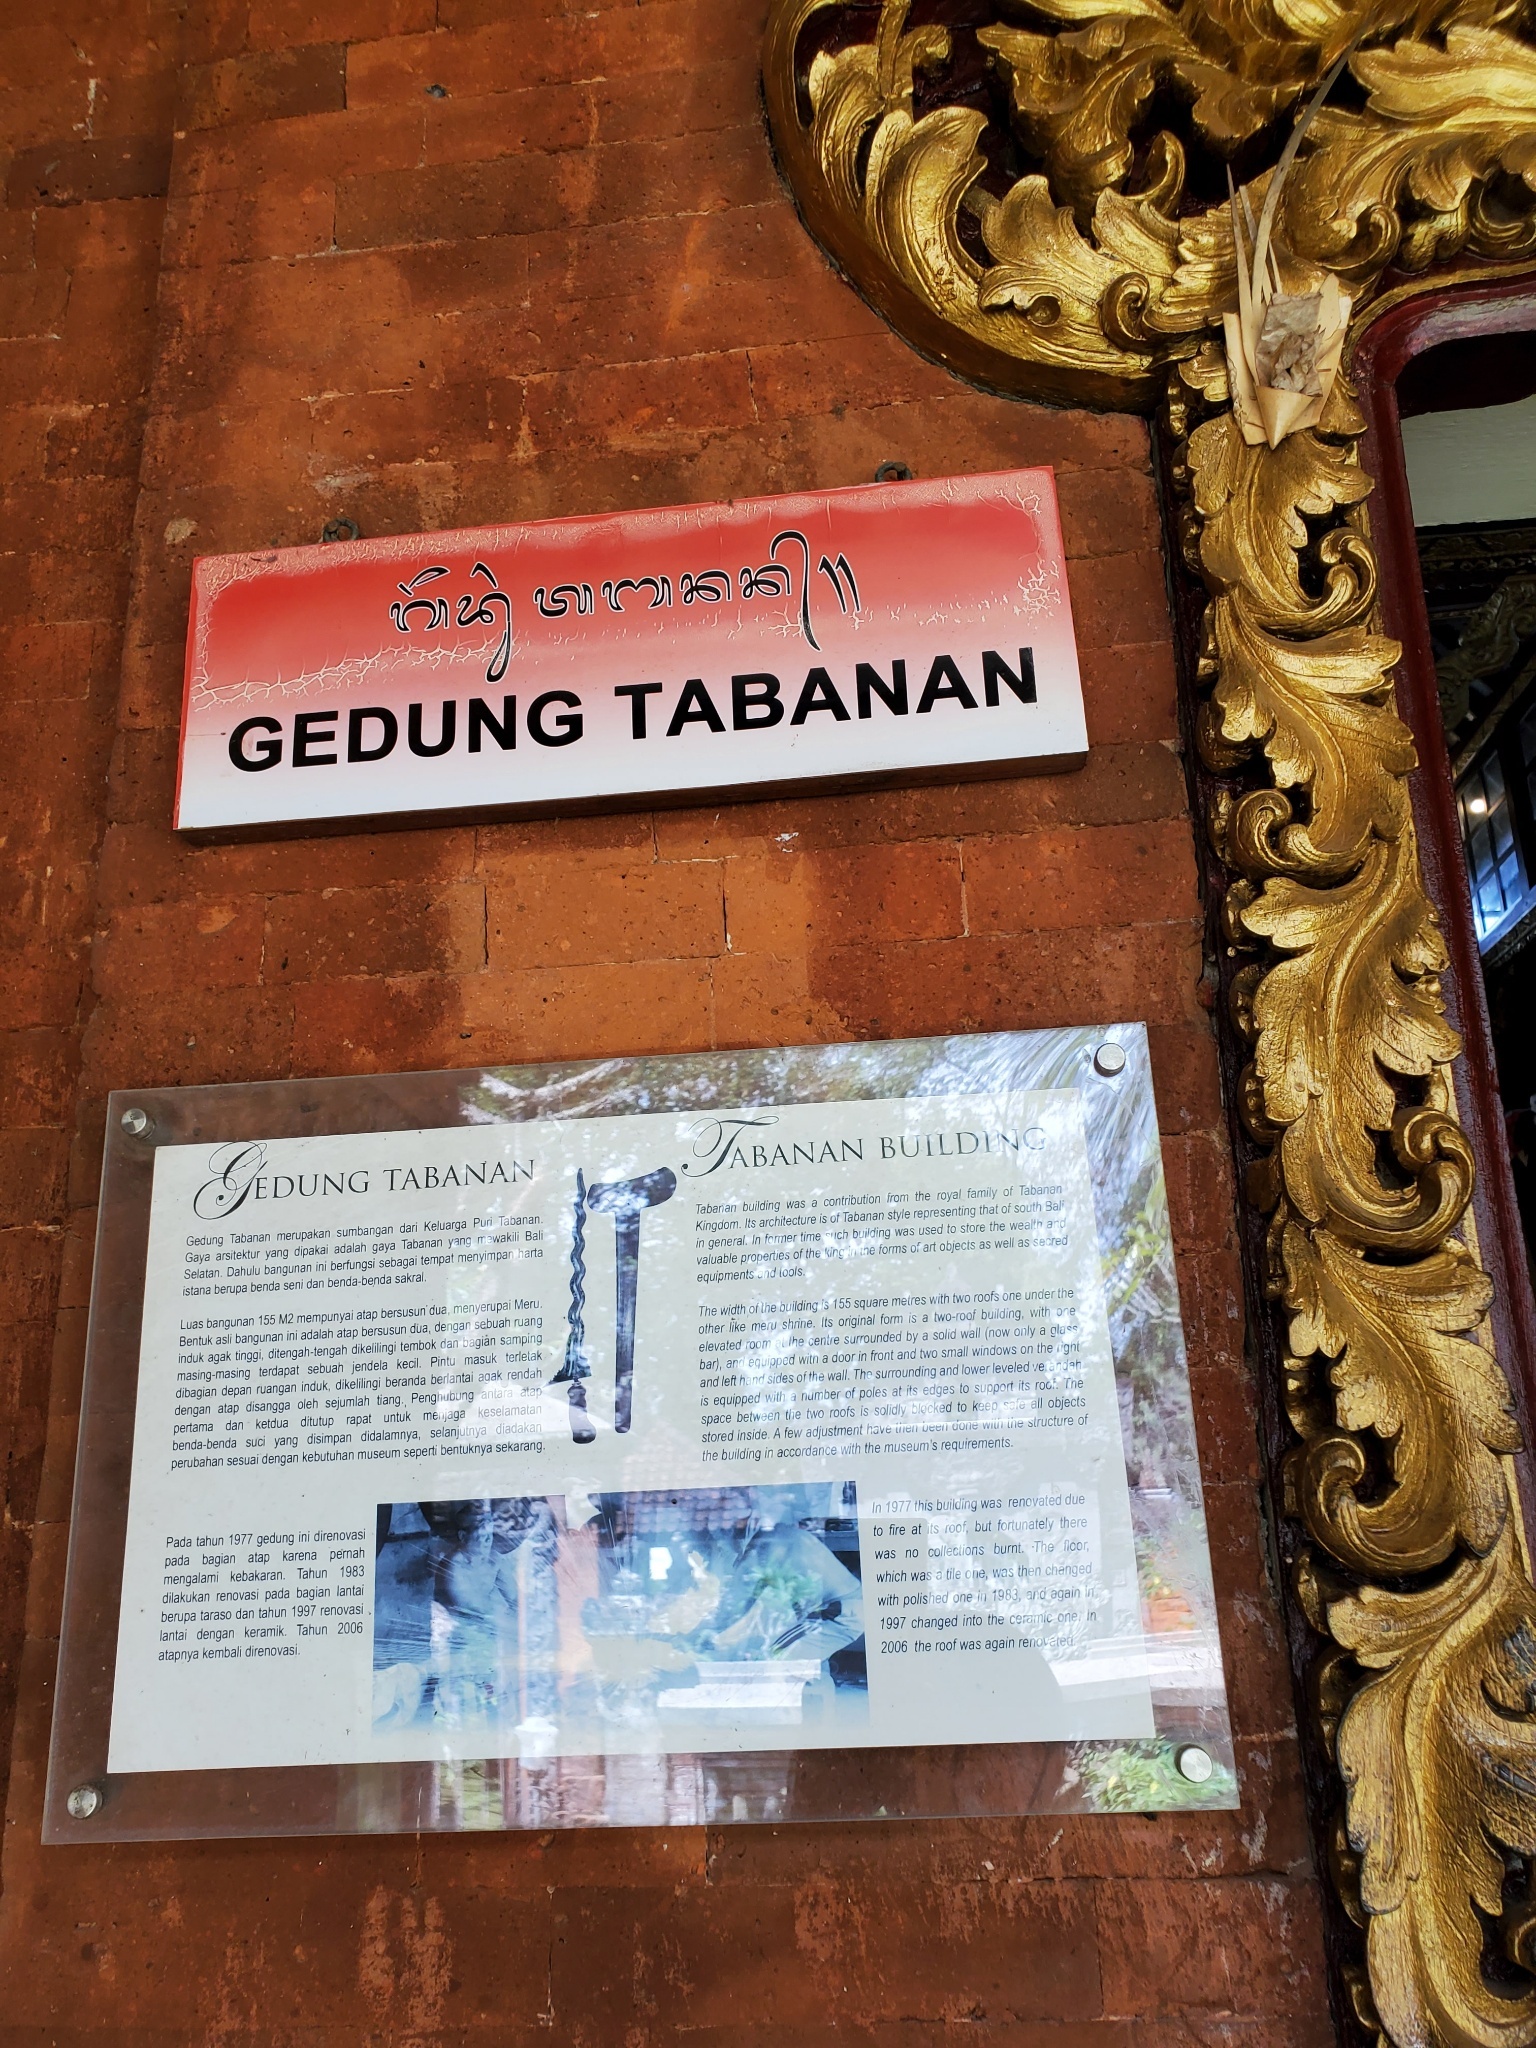 ᬕᭂᬤᭀᬂ ᬢᬩᬦᬦ᭄᭟
GEDUNG TABANAN
GEDUNG TABANAN
Gedung Tabanan merupakan sumbangan dari Keluarga Puri Tabanan.
Gaya arsitektur yang dipakai adalah gaya Tabanan yang mewakili Bali
Selatan. Dahulu bangunan ini berfungsi sebagai tempat menyimpan harta
istana berupa benda seni dan benda-benda sakral.
Luas bangunan 155 M2 mempunyai atap bersusun dua, menyerupai Meru.
Bentuk asli bangunan ini adalah atap bersusun dua, dengan sebuah ruang
induk agak tinggi, ditengah-tengah dikelilingi tembok dan bagian samping
masing-masing terdapat sebuah jendela kecil. Pintu masuk terletak
dibagian depan ruangan induk, dikelilingi beranda berlantai agak rendah
dengan atap disangga oleh sejumlah tiang. Penghubung antara atap
pertama dan ketdua ditutup rapat untuk menjaga keselamatan
benda-benda suci yang disimpan didalamnya, selanjutnya diadakan
perubahan sesuai dengan kebutuhan museum seperti bentuknya sekarang.
Pada tahun 1977 gedung ini direnovasi
pada bagian atap karena pernah
mengalami kebakaran. Tahun 1983
dilakukan renovasi pada bagian lantai
berupa taraso dan tahun 1997 renovasi
lantai dengan keramik. Tahun 2006
atapnya kembali direnovasi.
TABANAN BUILDING
Tabanan building was a contribution from the royal family of Tabanan
Kingdom. Its architecture is of Tabanan style representing that of south Bali
in general. In former time such building was used to store the wealth and
valuable properties of the king in the forms of art objects as well as sacred
equipments and tools.
The width of the building is 155 square metres with two roofs one under the
other like meru shrine. Its original form is a two-roof building, with one
elevated room at the centre surrounded by a solid wall (now only a glass
bar), and equipped with a door in front and two small windows on the right
and left hand sides of the wall. The surrounding and lower leveled verandah
is equipped with a number of poles at its edges to support its roof. The
space between the two roofs is solidly blocked to keep safe all objects
stored inside. A few adjustment have then been done with the structure of
the building in accordance with the museum's requirements.
In 1977 this building was renovated due
to fire at its roof, but fortunately there
was no collections burnt. The floor,
which was a tile one, was then changed
with polished one in 1983, and again in
1997 changed into the ceramic one. In
2006 the roof was again renovated.